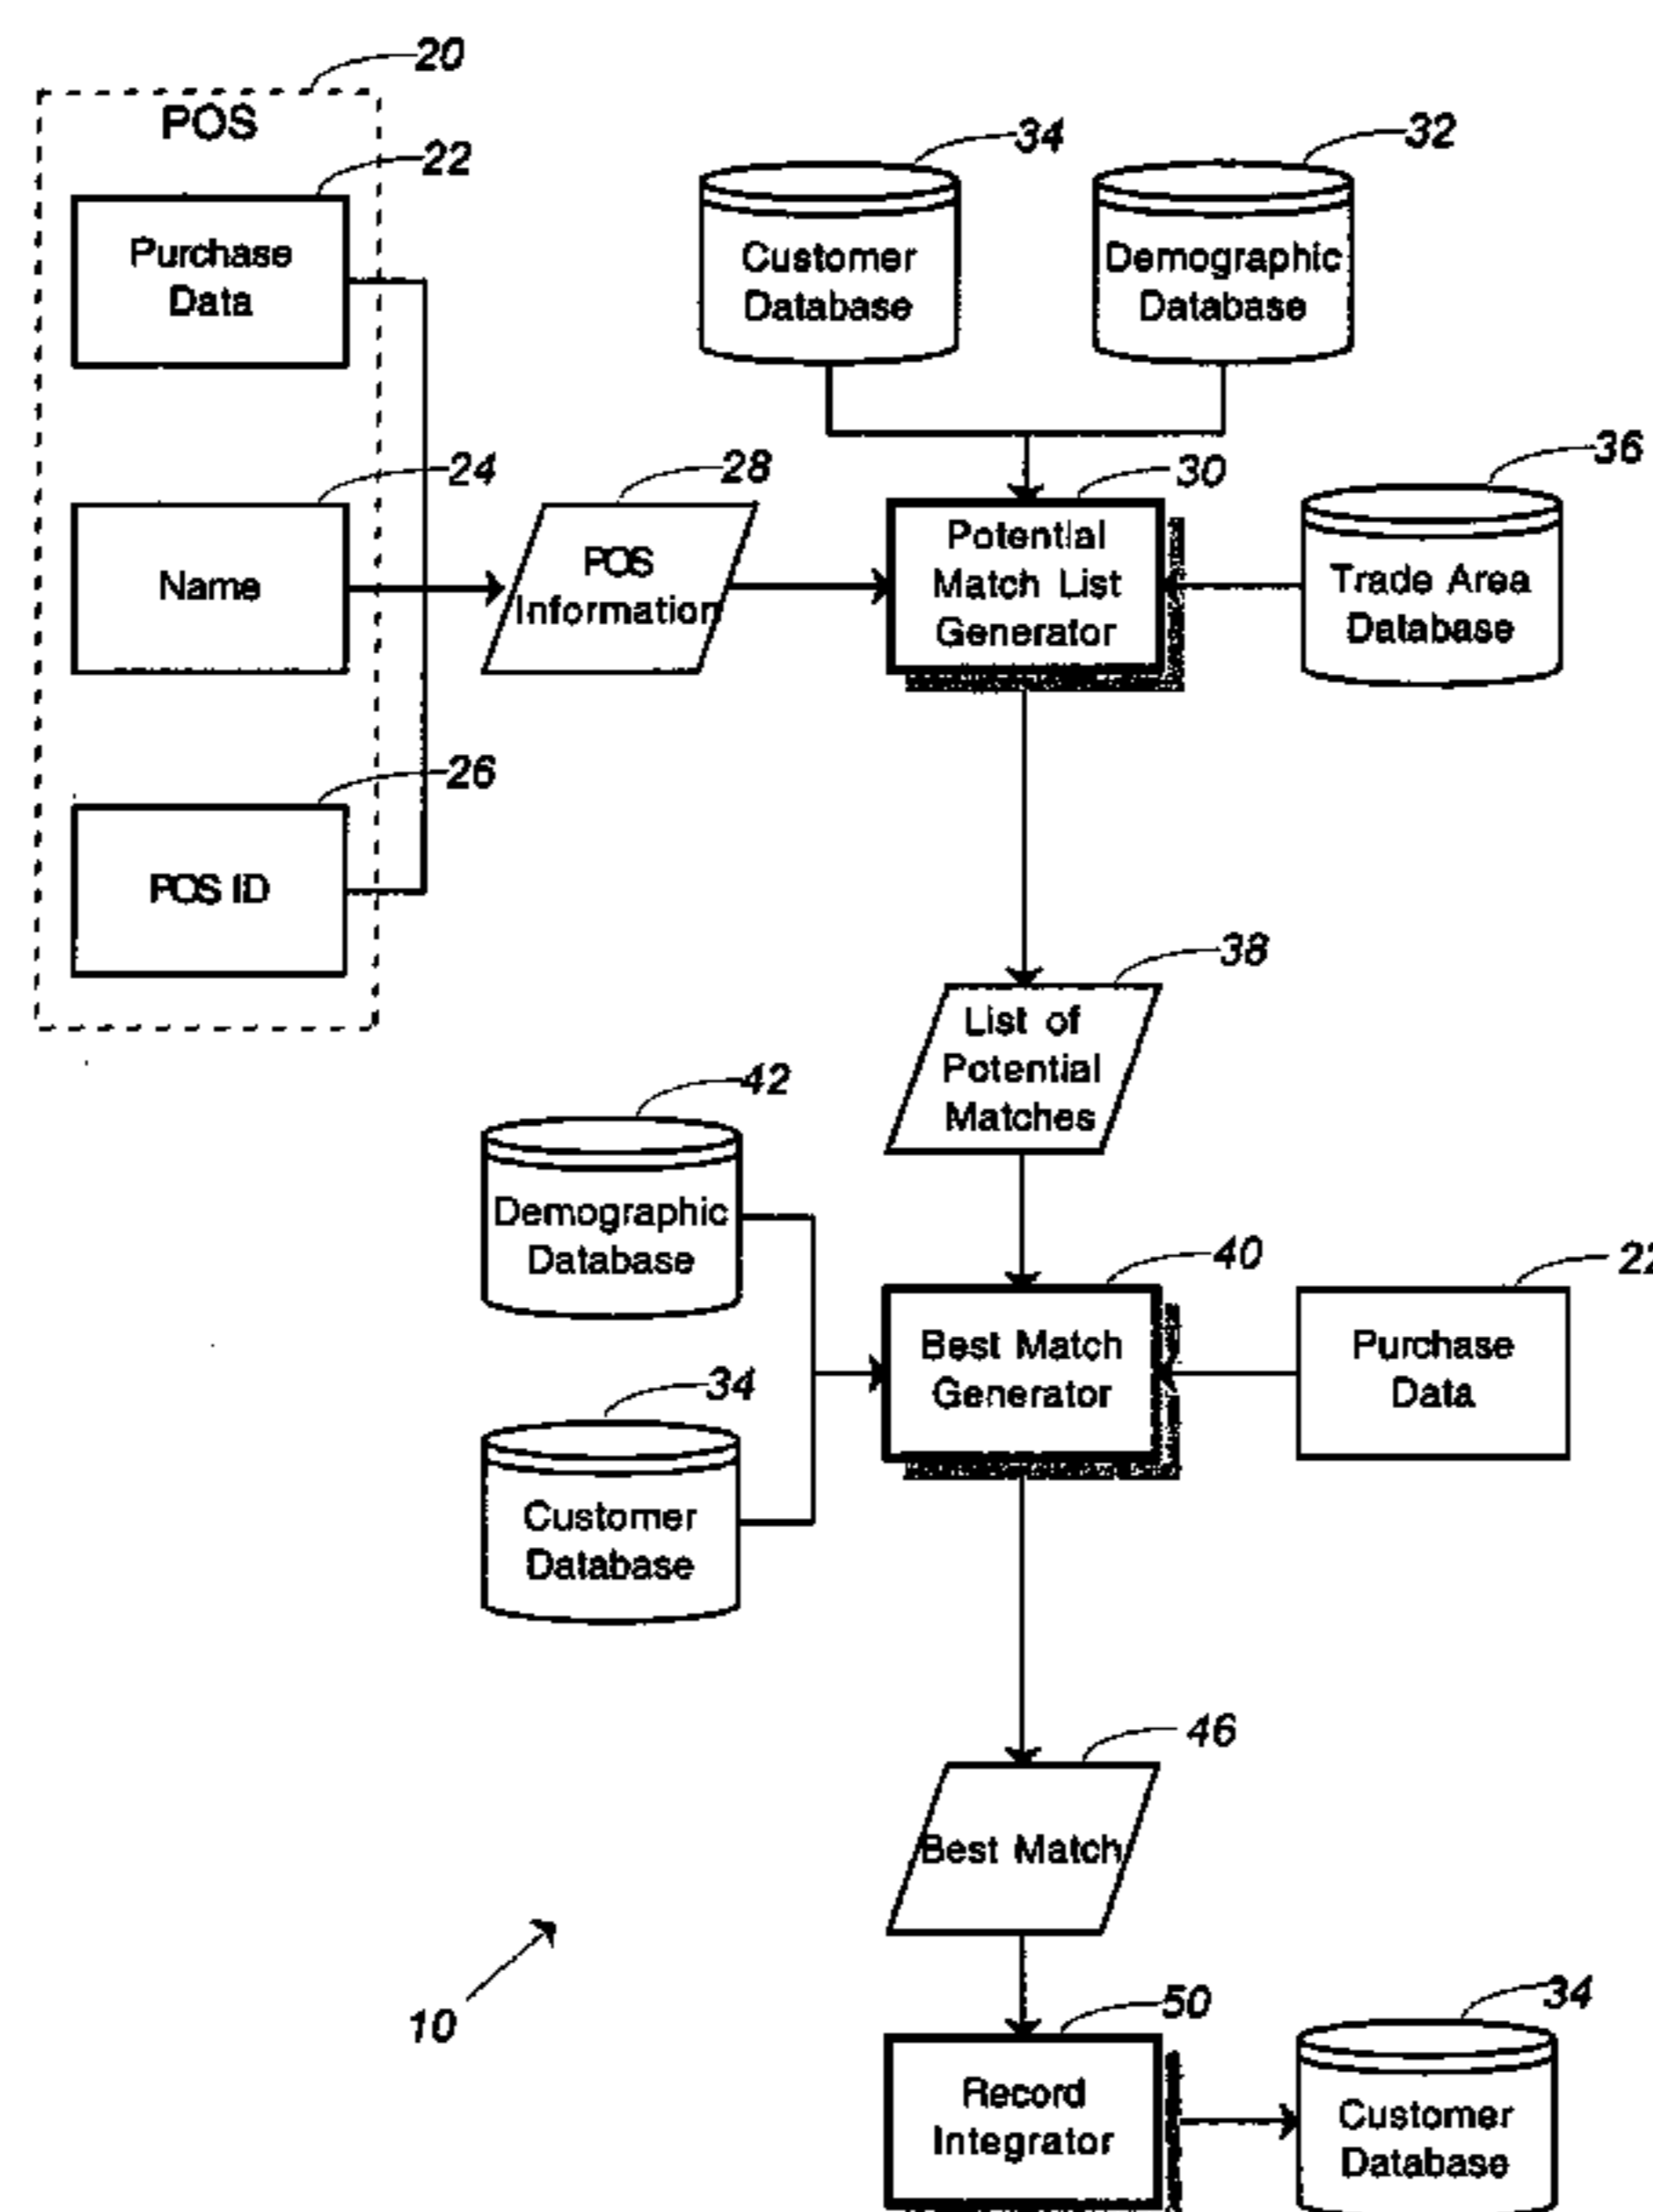 20
POS
22
Purchase
Data
24
Name
26
POS ID
28
POS
Information
34
Customer
Database
32
Demographic
Database
30
Potential
Match List
Generator
36
Trade Area
Database
38
List of
Potential
Matches
42
Demographic
Database
34
Customer
Database
40
Best Match
Generator
22
Purchase
Data
46
Best Match
10
50
Record
Integrator
34
Customer
Database